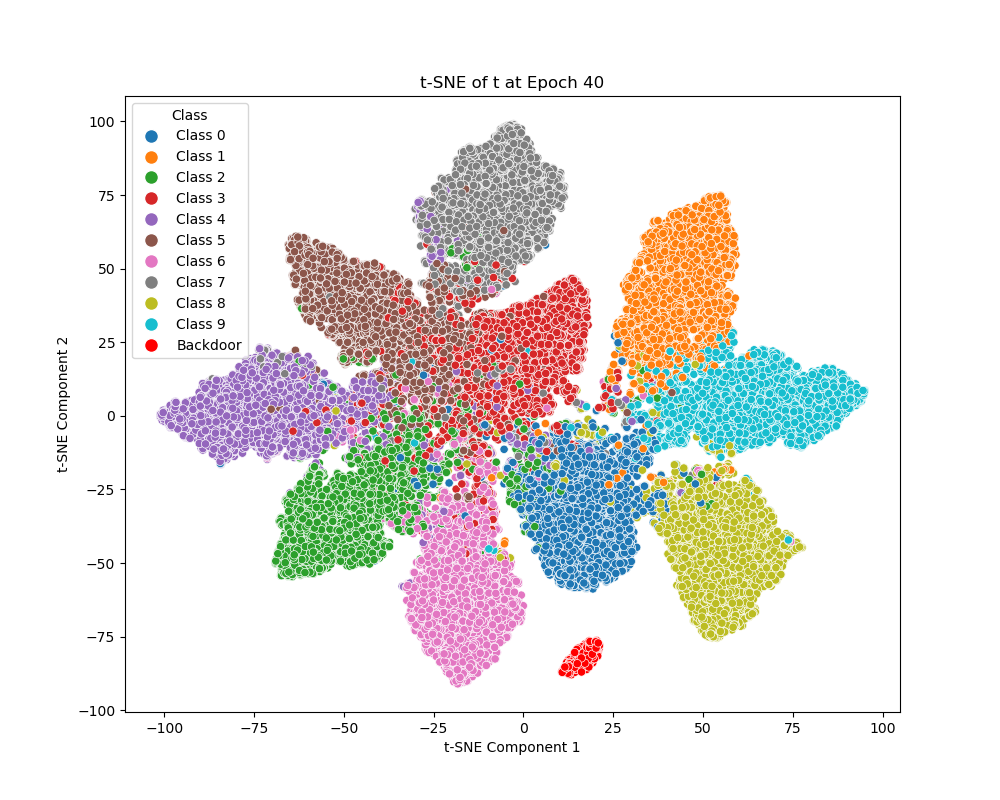 t-SNE of t at Epoch 40
Class
Class 0
Class 1
Class 2
Class 3
Class 4
Class 5
Class 6
Class 7
Class 8
Class 9
Backdoor
100
75
50
25
0
−25
−50
−75
−100
t-SNE Component 2
−100 −75 −50 −25 0 25 50 75 100
t-SNE Component 1